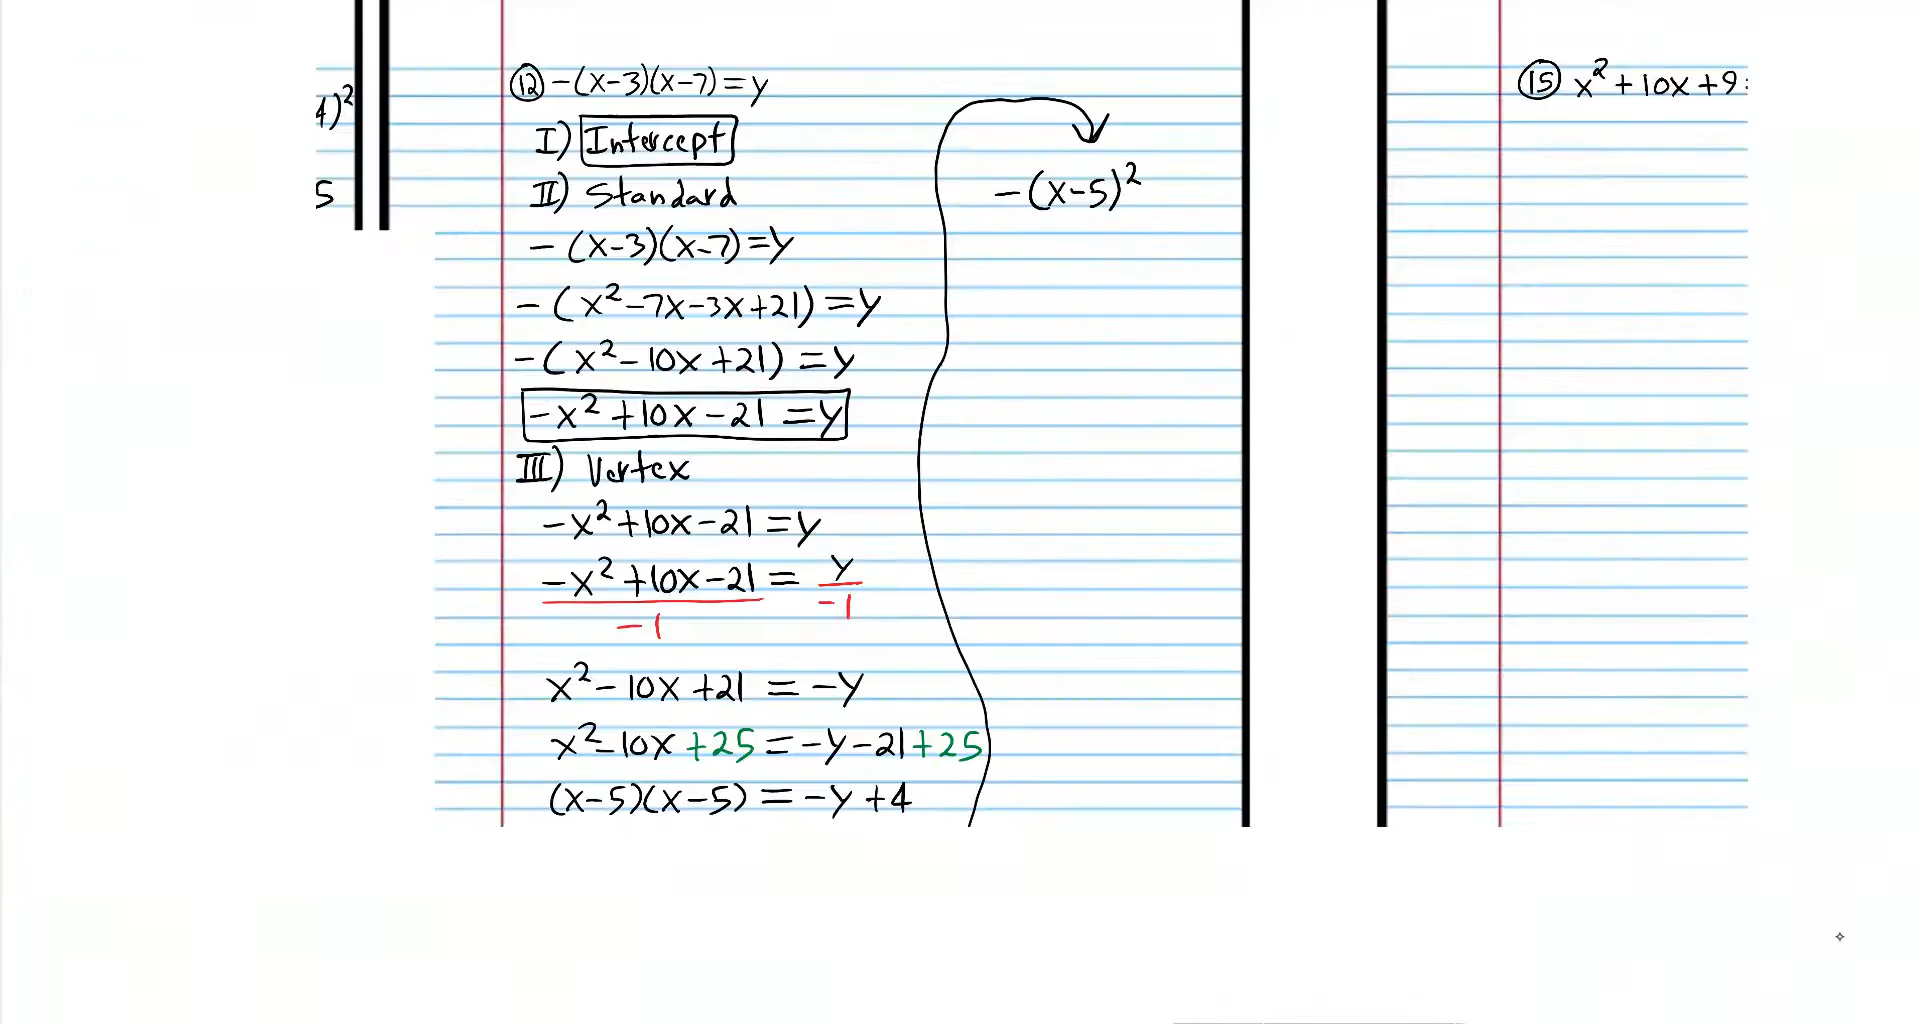 4)²
5
⑫ -(x-3)(x-7)=y
I) Intercept
II) Standard
-(x-3)(x-7)=y
-(x²-7x-3x+21)=y
-(x²-10x+21)=y
-x²+10x-21=y
III) Vertex
-x²+10x-21=y
-x²+10x-21 = y
-1 -1
x²-10x+21=-y
x²-10x+25=-y-21+25
(x-5)(x-5)=-y+4
-(x-5)²
⑮ x²+10x+9